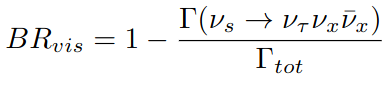 BR_{vis} = 1 - \frac{\Gamma(\nu_s \to \nu_\tau \nu_x \bar{\nu}_x)}{\Gamma_{tot}}